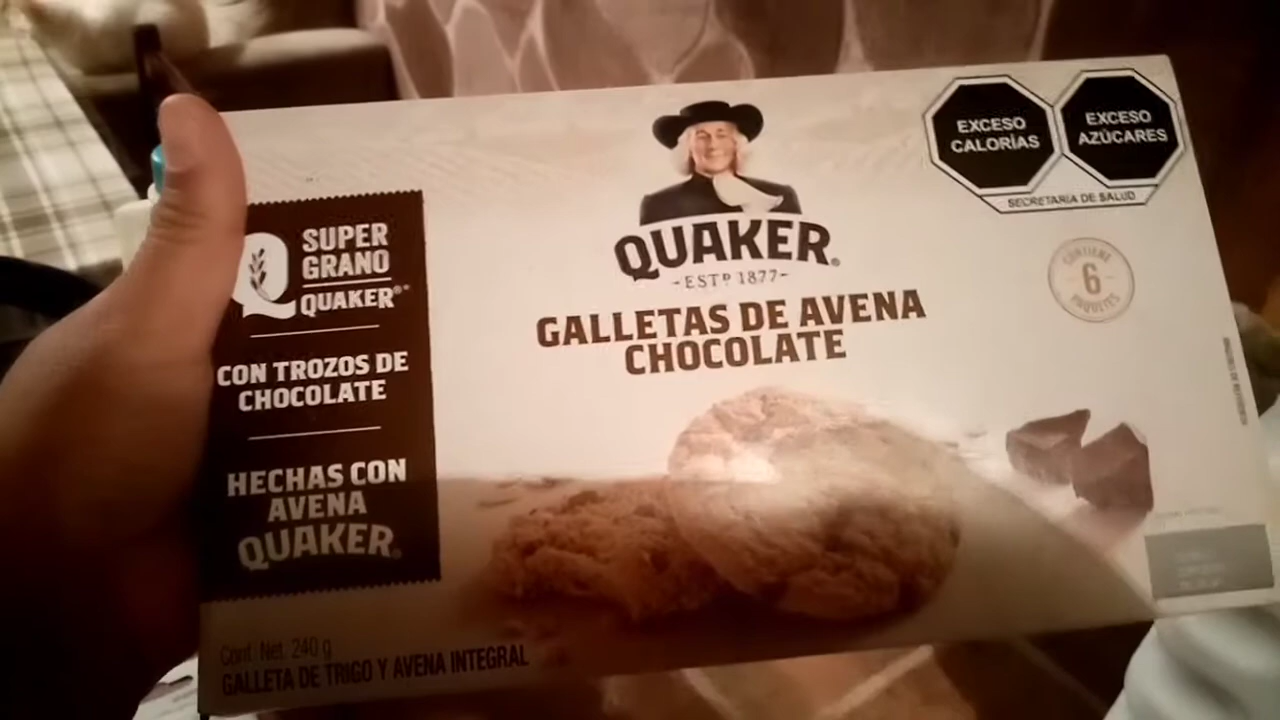 EXCESO
CALORÍAS
EXCESO
AZÚCARES
SECRETARÍA DE SALUD
QUAKER®
-ESTD 1877-
GALLETAS DE AVENA
CHOCOLATE
CONTIENE
6
PAQUETES
Q SUPER
GRANO
QUAKER®
CON TROZOS DE
CHOCOLATE
HECHAS CON
AVENA
QUAKER®
Cont. Net. 240 g
GALLETA DE TRIGO Y AVENA INTEGRAL